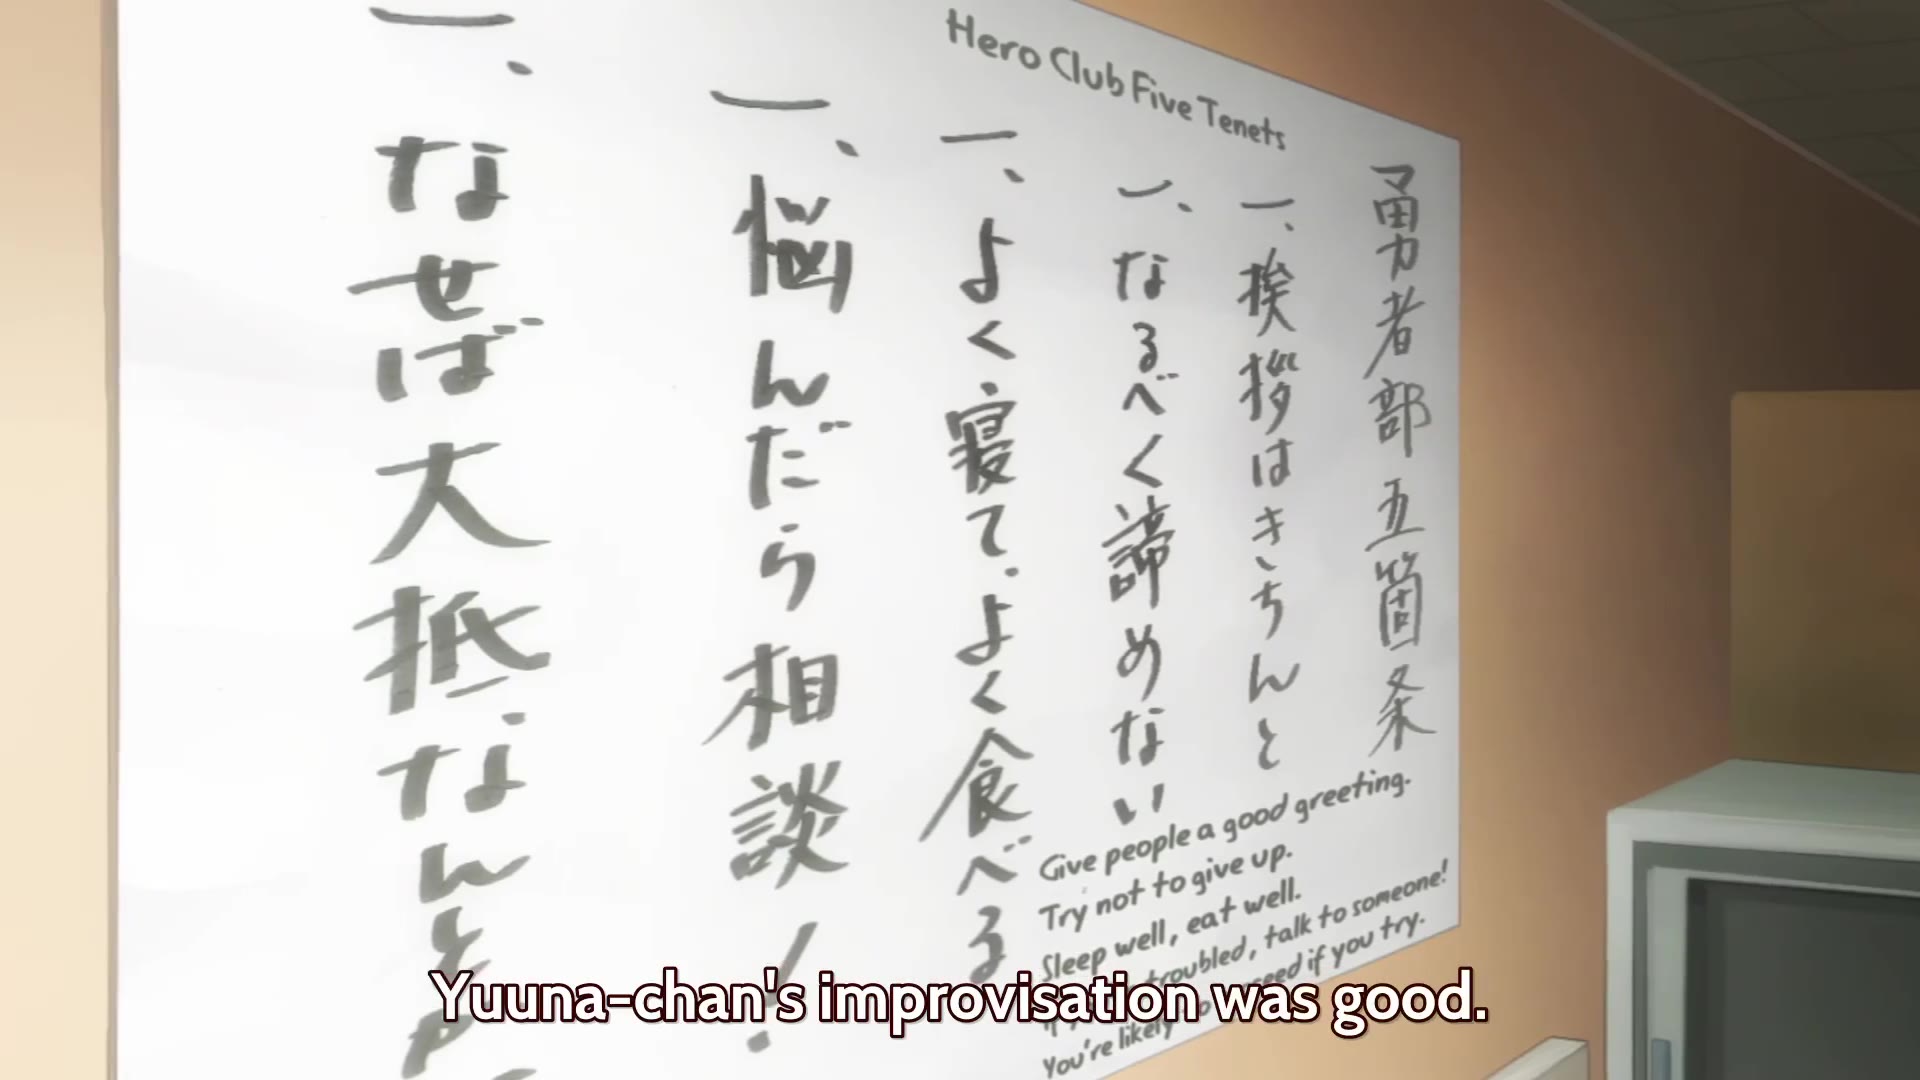 Hero Club Five Tenets
勇者部五箇条
一、挨拶はきちんと
一、なるべく諦めない
一、よく寝て、よく食べる
一、悩んだら相談!
一、なせば大抵なんと
Give people a good greeting.
Try not to give up.
Sleep well, eat well.
troubled, talk to someone!
You're likely if you try.
Yuuna-chan's improvisation was good.